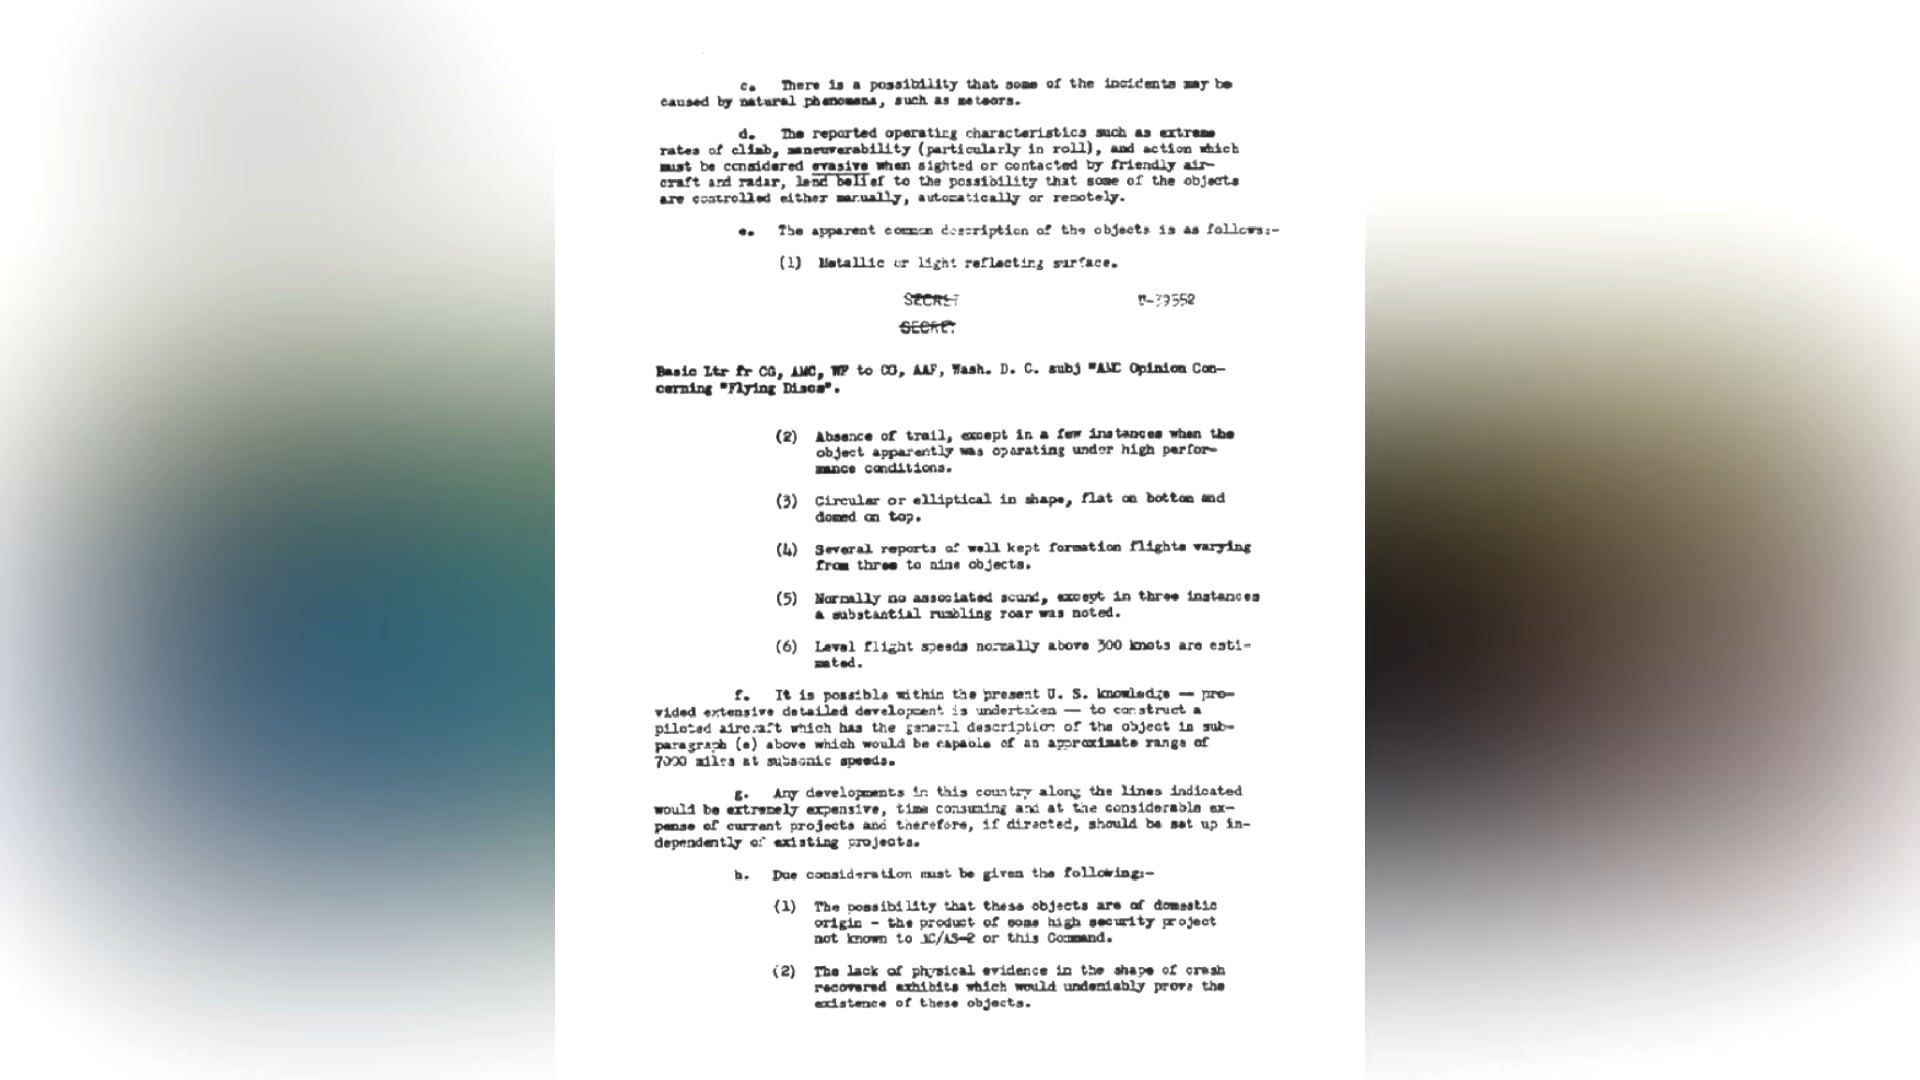 c. There is a possibility that some of the incidents may be
caused by natural phenomena, such as meteors.
d. The reported operating characteristics such as extreme
rates of climb, maneuverability (particularly in roll), and action which
must be considered evasive when sighted or contacted by friendly air-
craft and radar, lend belief to the possibility that some of the objects
are controlled either manually, automatically or remotely.
e. The apparent common description of the objects is as follows:-
(1) Metallic or light reflecting surface.
SECRET U-39552
SECRET
Basic Ltr fr CG, AMC, WF to CG, AAF, Wash. D. C. subj "AMC Opinion Con-
cerning "Flying Discs".
(2) Absence of trail, except in a few instances when the
object apparently was operating under high perfor-
mance conditions.
(3) Circular or elliptical in shape, flat on bottom and
domed on top.
(4) Several reports of well kept formation flights varying
from three to nine objects.
(5) Normally no associated sound, except in three instances
a substantial rumbling roar was noted.
(6) Level flight speeds normally above 300 knots are esti-
mated.
f. It is possible within the present U. S. knowledge — pro-
vided extensive detailed development is undertaken — to construct a
piloted aircraft which has the general description of the object in sub-
paragraph (e) above which would be capable of an approximate range of
7000 miles at subsonic speeds.
g. Any developments in this country along the lines indicated
would be extremely expensive, time consuming and at the considerable ex-
pense of current projects and therefore, if directed, should be set up in-
dependently of existing projects.
h. Due consideration must be given the following:-
(1) The possibility that these objects are of domestic
origin - the product of some high security project
not known to AC/AS-2 or this Command.
(2) The lack of physical evidence in the shape of crash
recovered exhibits which would undeniably prove the
existence of these objects.